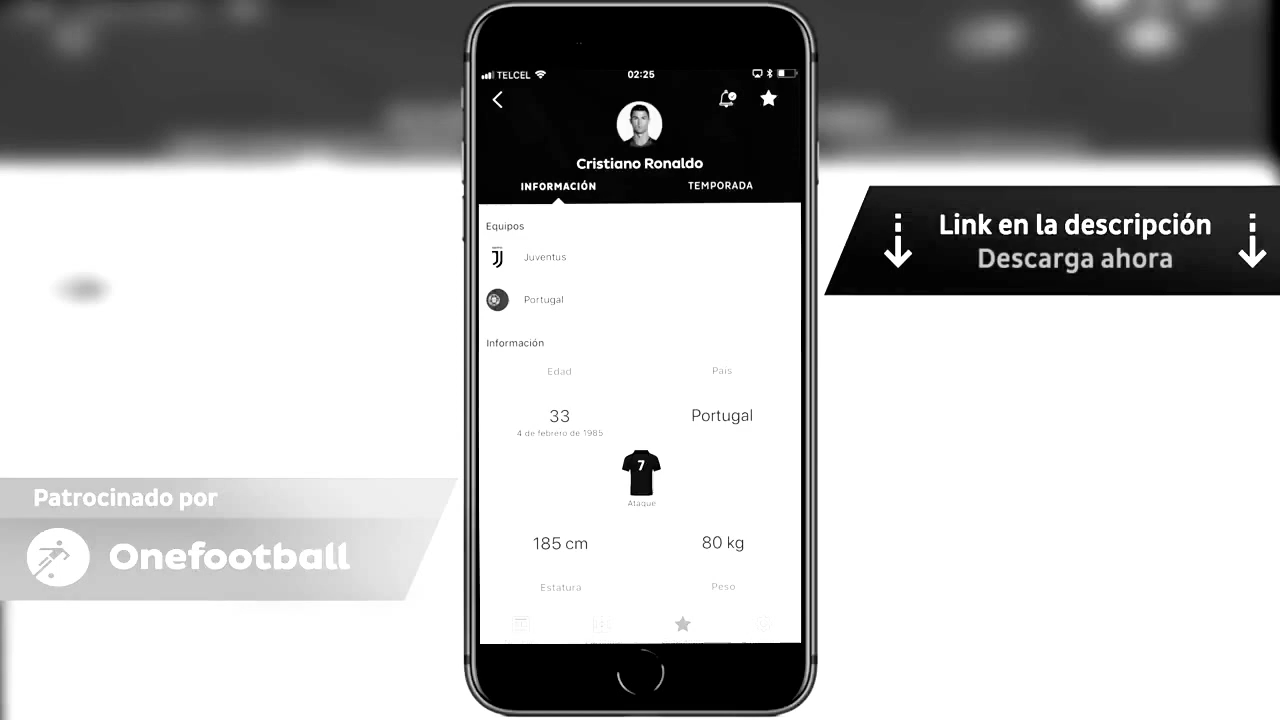 TELCEL
02:25
Cristiano Ronaldo
INFORMACIÓN
TEMPORADA
Equipos
Juventus
Portugal
Información
Edad
País
33
Portugal
4 de febrero de 1985
7
Ataque
185 cm
80 kg
Estatura
Peso
Link en la descripción
Descarga ahora
Patrocinado por
Onefootball